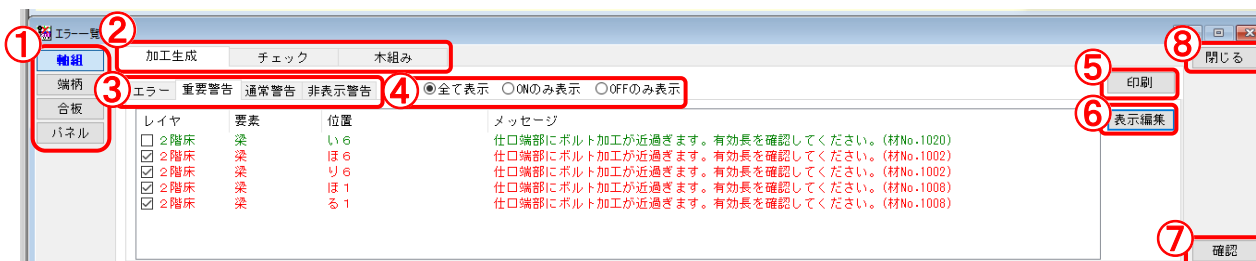 エラー一覧
① ② ③ ④ ⑤ ⑥ ⑦ ⑧
軸組
端柄
合板
パネル
加工生成 チェック 木組み
エラー 重要警告 通常警告 非表示警告 全て表示 ONのみ表示 OFFのみ表示
閉じる
印刷
表示編集
レイヤ 要素 位置 メッセージ
2階床 梁 い6 仕口端部にボルト加工が近過ぎます。有効長を確認してください。(材No.1020)
2階床 梁 ほ6 仕口端部にボルト加工が近過ぎます。有効長を確認してください。(材No.1002)
2階床 梁 り6 仕口端部にボルト加工が近過ぎます。有効長を確認してください。(材No.1002)
2階床 梁 ほ1 仕口端部にボルト加工が近過ぎます。有効長を確認してください。(材No.1008)
2階床 梁 る1 仕口端部にボルト加工が近過ぎます。有効長を確認してください。(材No.1008)
確認